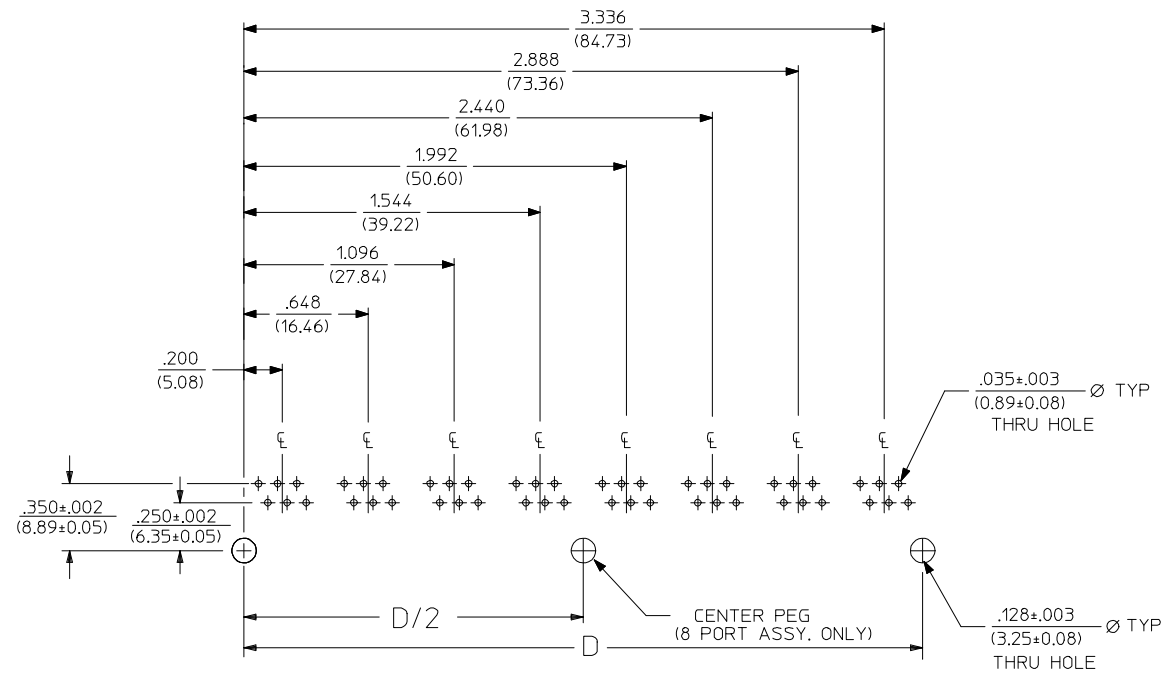 3.336
(84.73)
2.888
(73.36)
2.440
(61.98)
1.992
(50.60)
1.544
(39.22)
1.096
(27.84)
.648
(16.46)
.200
(5.08)
.035±.003
(0.89±0.08)
Ø TYP
THRU HOLE
℄ ℄ ℄ ℄ ℄ ℄ ℄ ℄
.350±.002
(8.89±0.05)
.250±.002
(6.35±0.05)
D/2
CENTER PEG
(8 PORT ASSY. ONLY)
D
.128±.003
(3.25±0.08)
Ø TYP
THRU HOLE